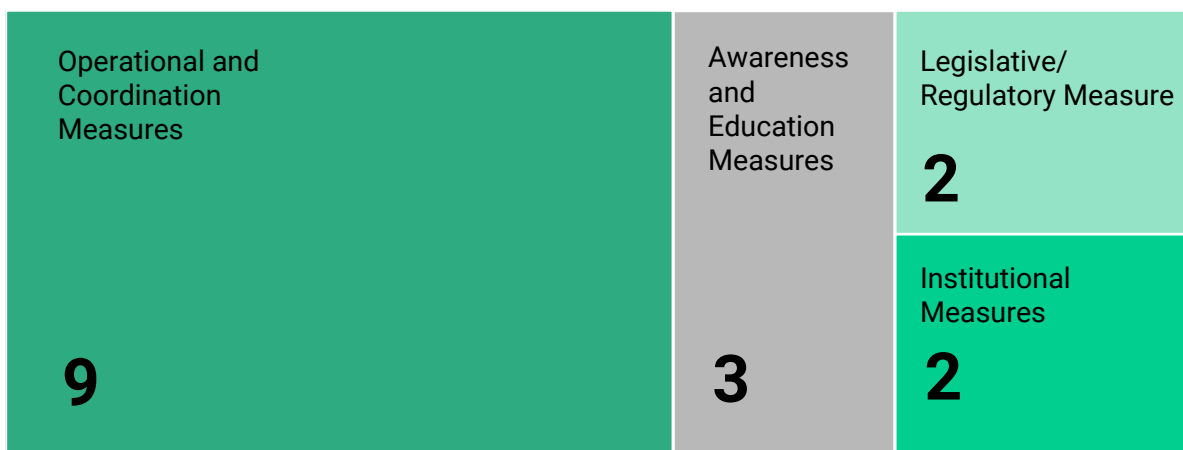 Operational and
Coordination
Measures
9
Awareness
and
Education
Measures
3
Legislative/
Regulatory Measure
2
Institutional
Measures
2